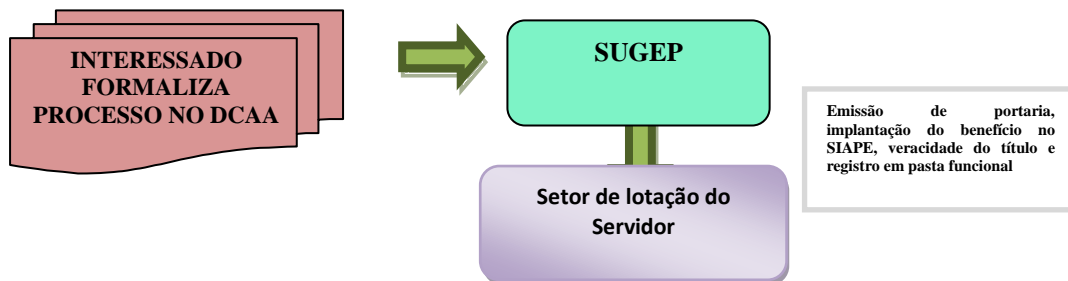 INTERESSADO
FORMALIZA
PROCESSO NO DCAA
SUGEP
Emissão de portaria,
implantação do benefício no
SIAPE, veracidade do título e
registro em pasta funcional
Setor de lotação do
Servidor